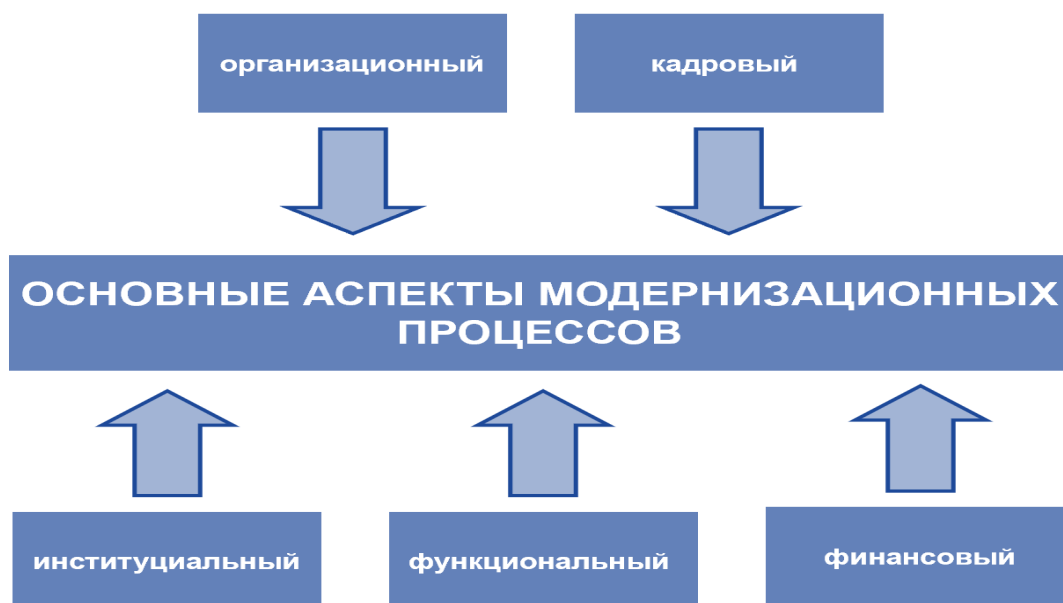 организационный
кадровый
ОСНОВНЫЕ АСПЕКТЫ МОДЕРНИЗАЦИОННЫХ
ПРОЦЕССОВ
институциальный
функциональный
финансовый